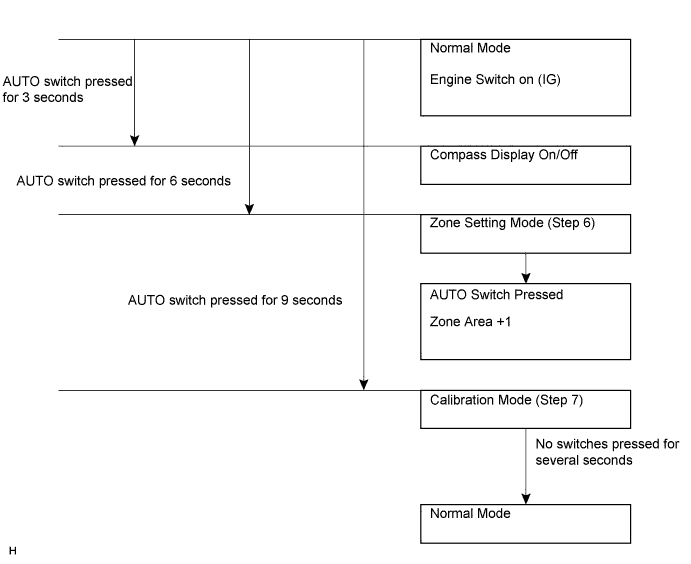 Normal Mode
Engine Switch on (IG)
AUTO switch pressed
for 3 seconds
Compass Display On/Off
AUTO switch pressed for 6 seconds
Zone Setting Mode (Step 6)
AUTO Switch Pressed
Zone Area +1
AUTO switch pressed for 9 seconds
Calibration Mode (Step 7)
No switches pressed for
several seconds
Normal Mode
H